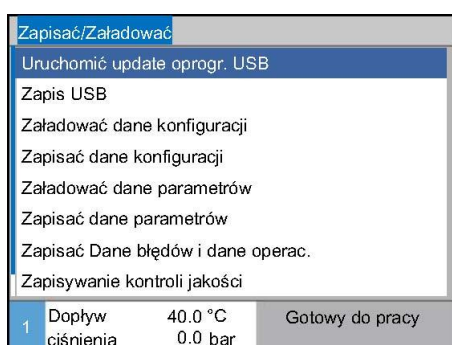 Zapisać/Załadować
Uruchomić update oprogr. USB
Zapis USB
Załadować dane konfiguracji
Zapisać dane konfiguracji
Załadować dane parametrów
Zapisać dane parametrów
Zapisać Dane błędów i dane operac.
Zapisywanie kontroli jakości
1 Dopływ 40.0 °C Gotowy do pracy
ciśnienia 0.0 bar